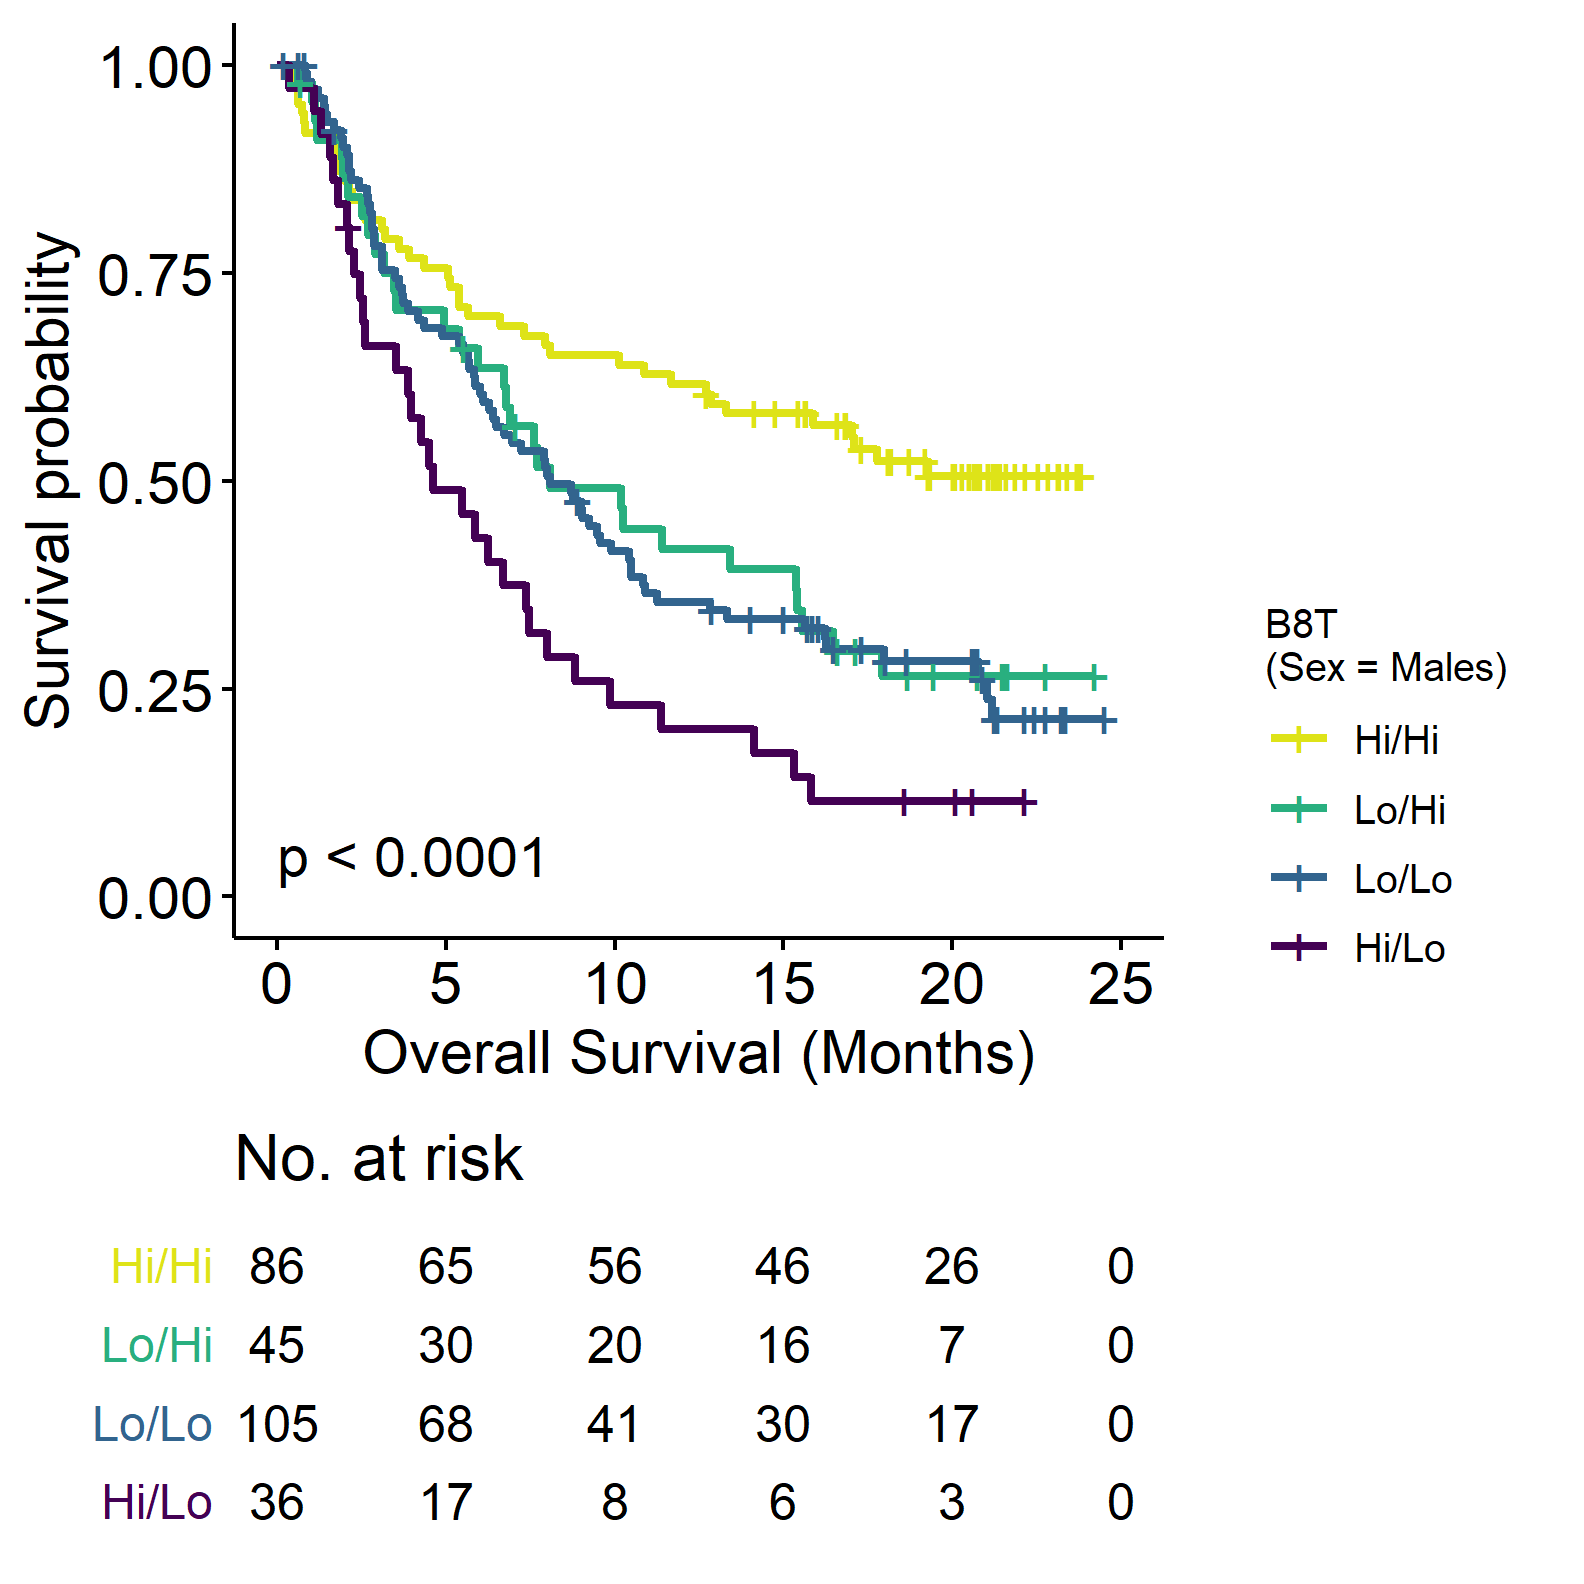 1.00
0.75
0.50
0.25
0.00
Survival probability
p < 0.0001
0 5 10 15 20 25
Overall Survival (Months)
B8T
(Sex = Males)
Hi/Hi
Lo/Hi
Lo/Lo
Hi/Lo
No. at risk
Hi/Hi 86 65 56 46 26 0
Lo/Hi 45 30 20 16 7 0
Lo/Lo 105 68 41 30 17 0
Hi/Lo 36 17 8 6 3 0